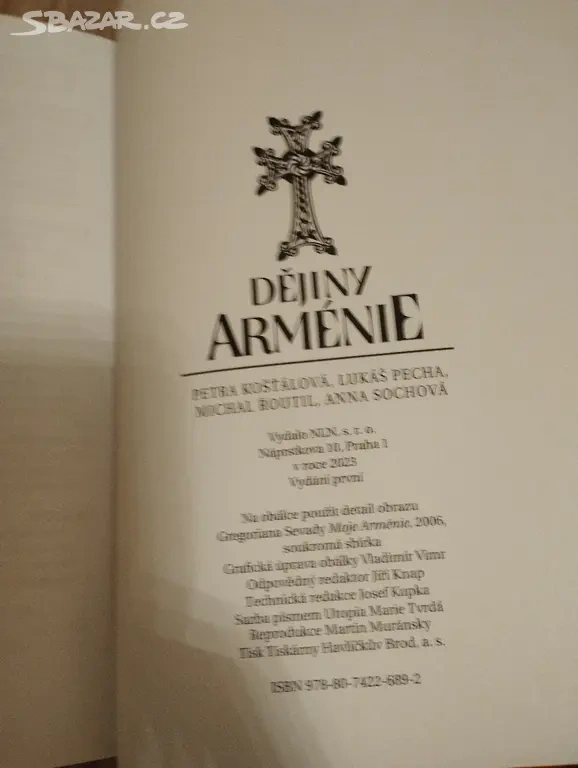 SBAZAR.CZ
DĚJINY
ARMÉNIE
PETRA KOŠŤÁLOVÁ, LUKÁŠ PECHA,
MICHAL ŘOUTIL, ANNA SOCHOVÁ
Vydalo NLN, s. r. o.
Náprstkova 10, Praha 1
v roce 2023
Vydání první
Na obálce použit detail obrazu
Gregoriana Sevady Moje Arménie, 2006,
soukromá sbírka
Grafická úprava obálky Vladimír Vimr
Odpovědný redaktor Jiří Knap
Technická redakce Josef Kupka
Sazba písmem Utopia Marie Tvrdá
Reprodukce Martin Muránsky
Tisk Tiskárny Havlíčkův Brod, a. s.
ISBN 978-80-7422-689-2